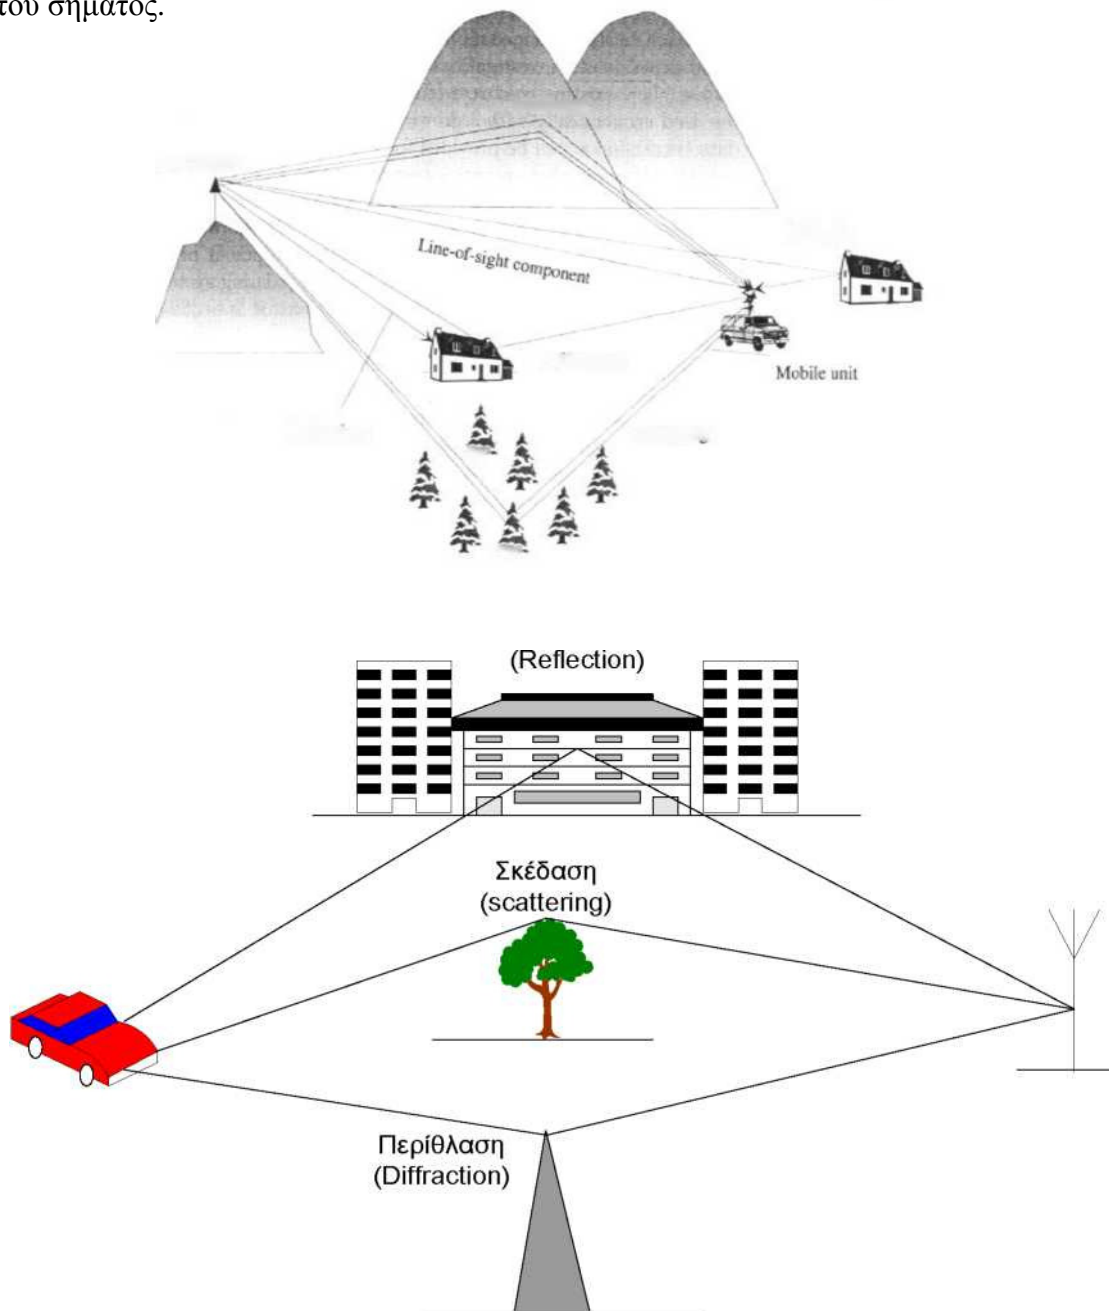 του σήματος.
Line-of-sight component
Mobile unit
(Reflection)
Σκέδαση
(scattering)
Περίθλαση
(Diffraction)